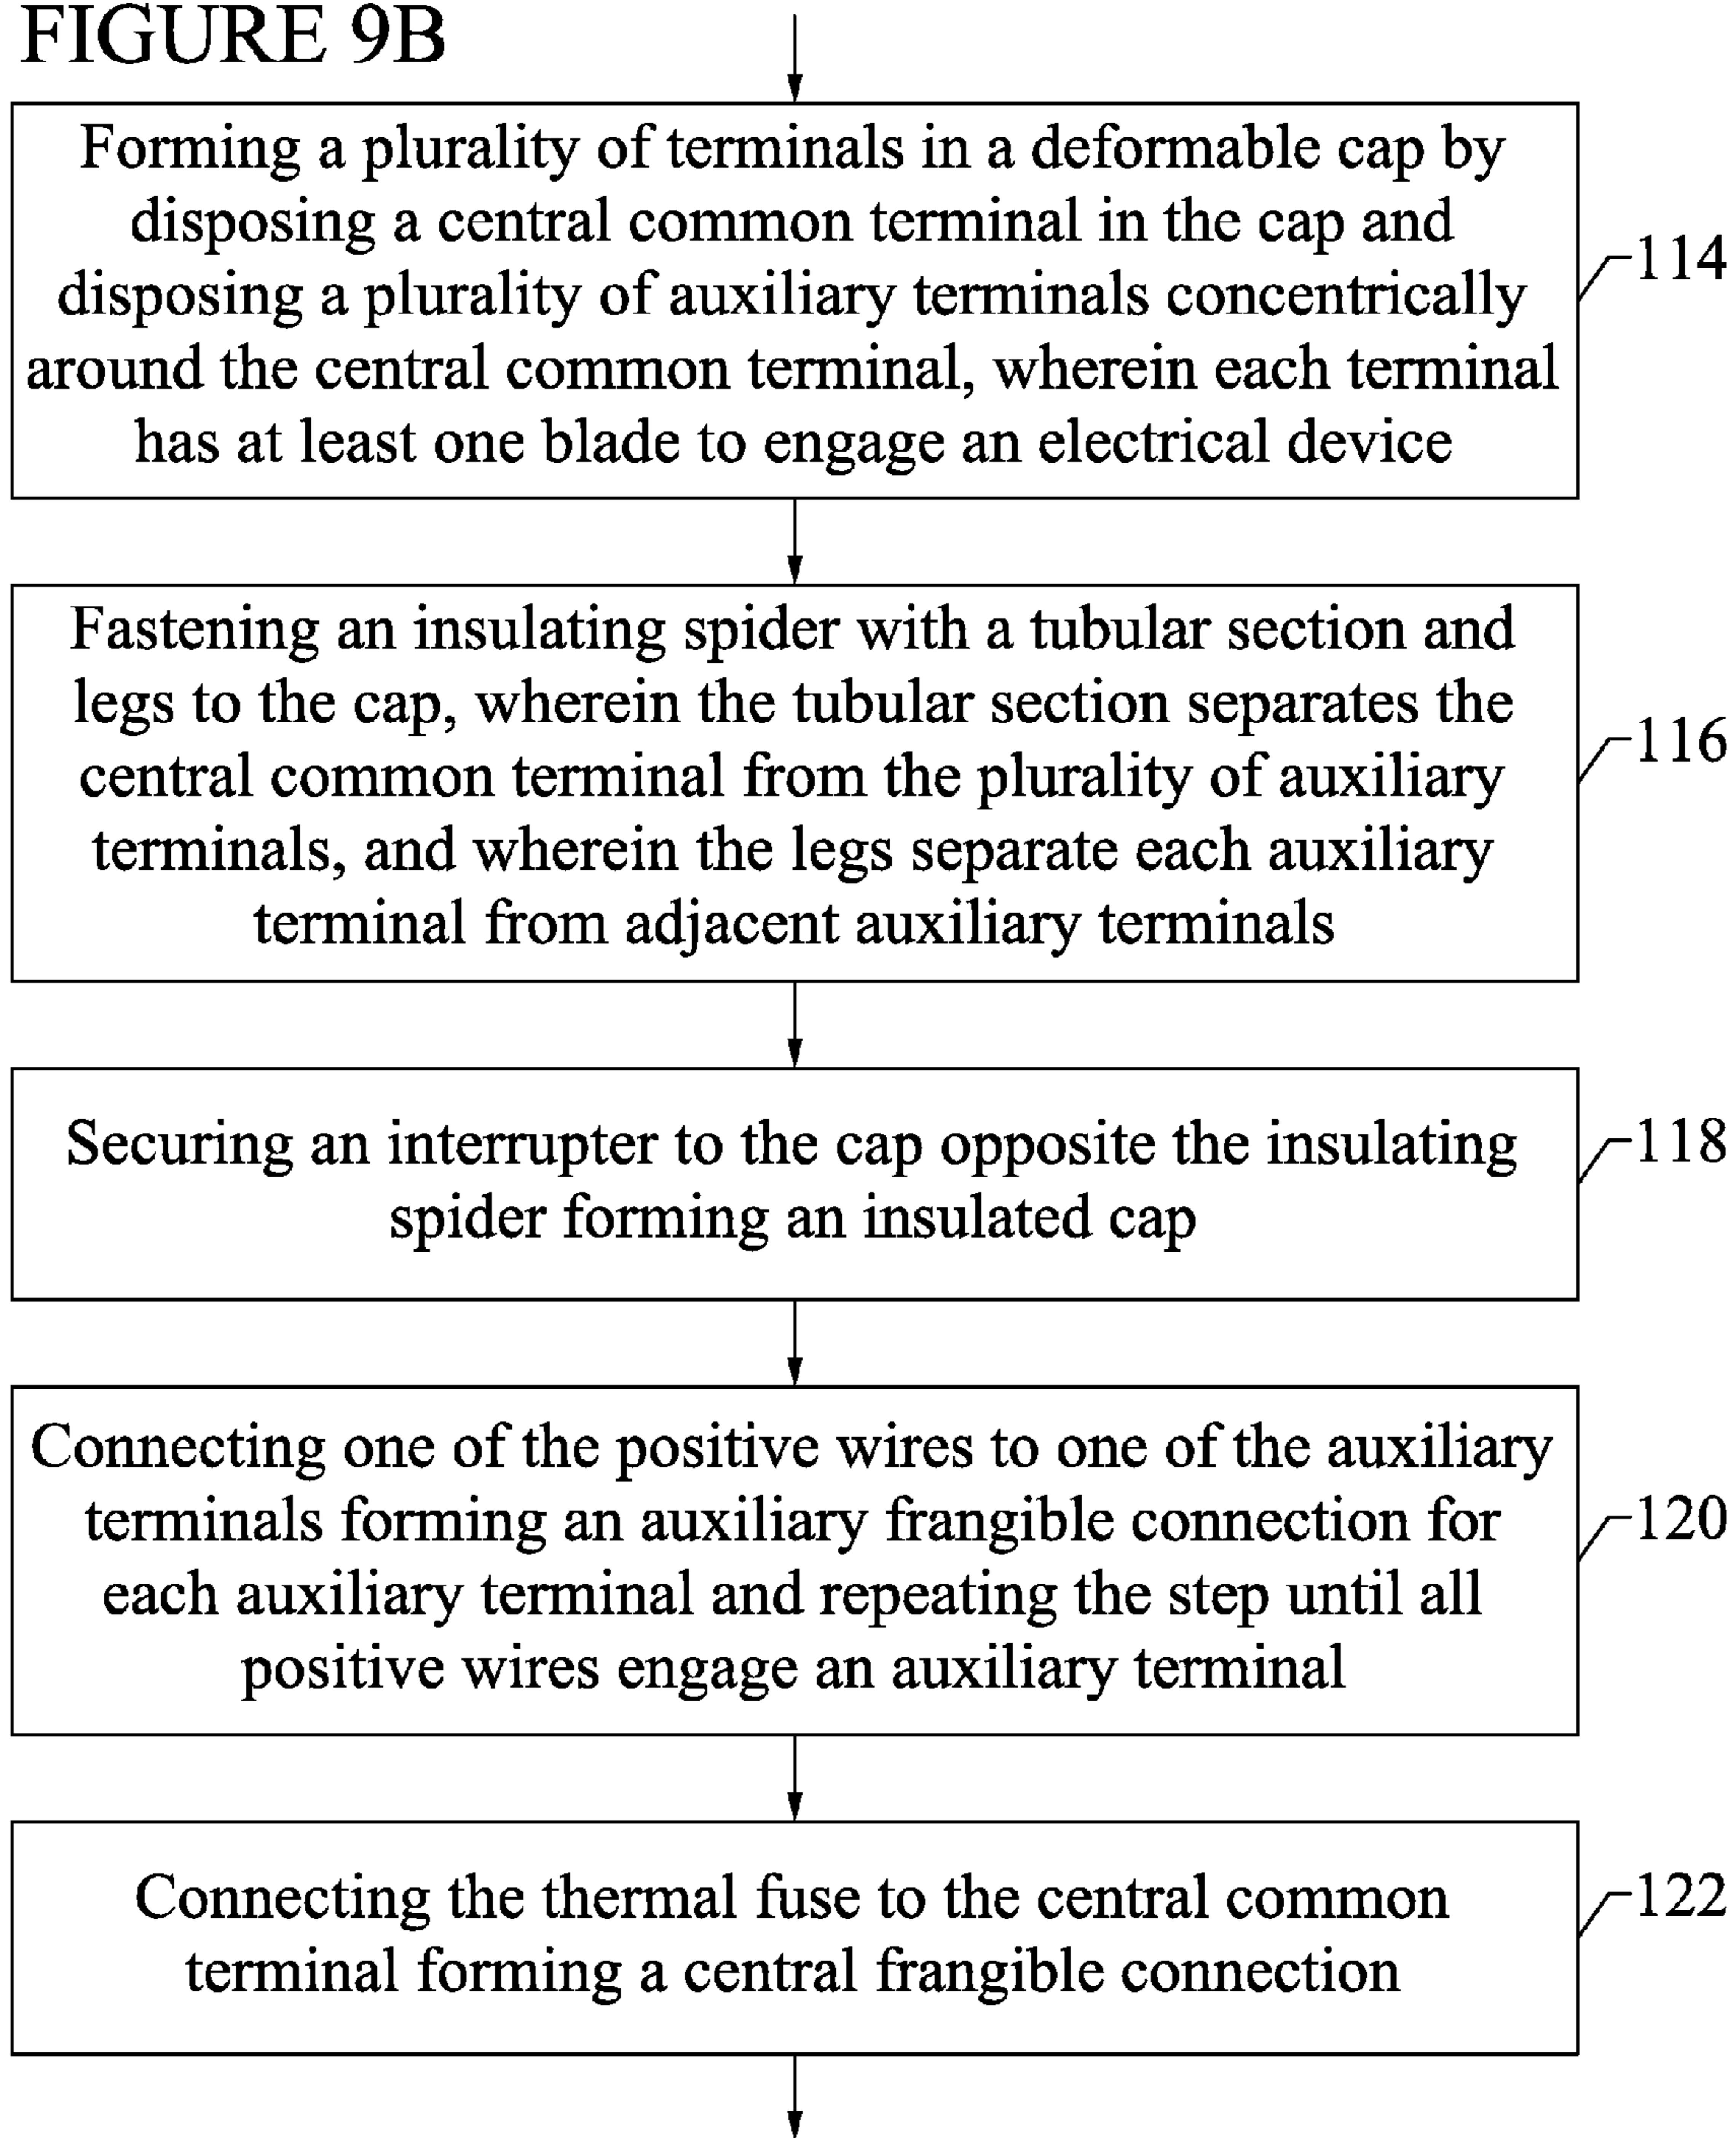 FIGURE 9B
Forming a plurality of terminals in a deformable cap by
disposing a central common terminal in the cap and
disposing a plurality of auxiliary terminals concentrically
around the central common terminal, wherein each terminal
has at least one blade to engage an electrical device
114
Fastening an insulating spider with a tubular section and
legs to the cap, wherein the tubular section separates the
central common terminal from the plurality of auxiliary
terminals, and wherein the legs separate each auxiliary
terminal from adjacent auxiliary terminals
116
Securing an interrupter to the cap opposite the insulating
spider forming an insulated cap
118
Connecting one of the positive wires to one of the auxiliary
terminals forming an auxiliary frangible connection for
each auxiliary terminal and repeating the step until all
positive wires engage an auxiliary terminal
120
Connecting the thermal fuse to the central common
terminal forming a central frangible connection
122